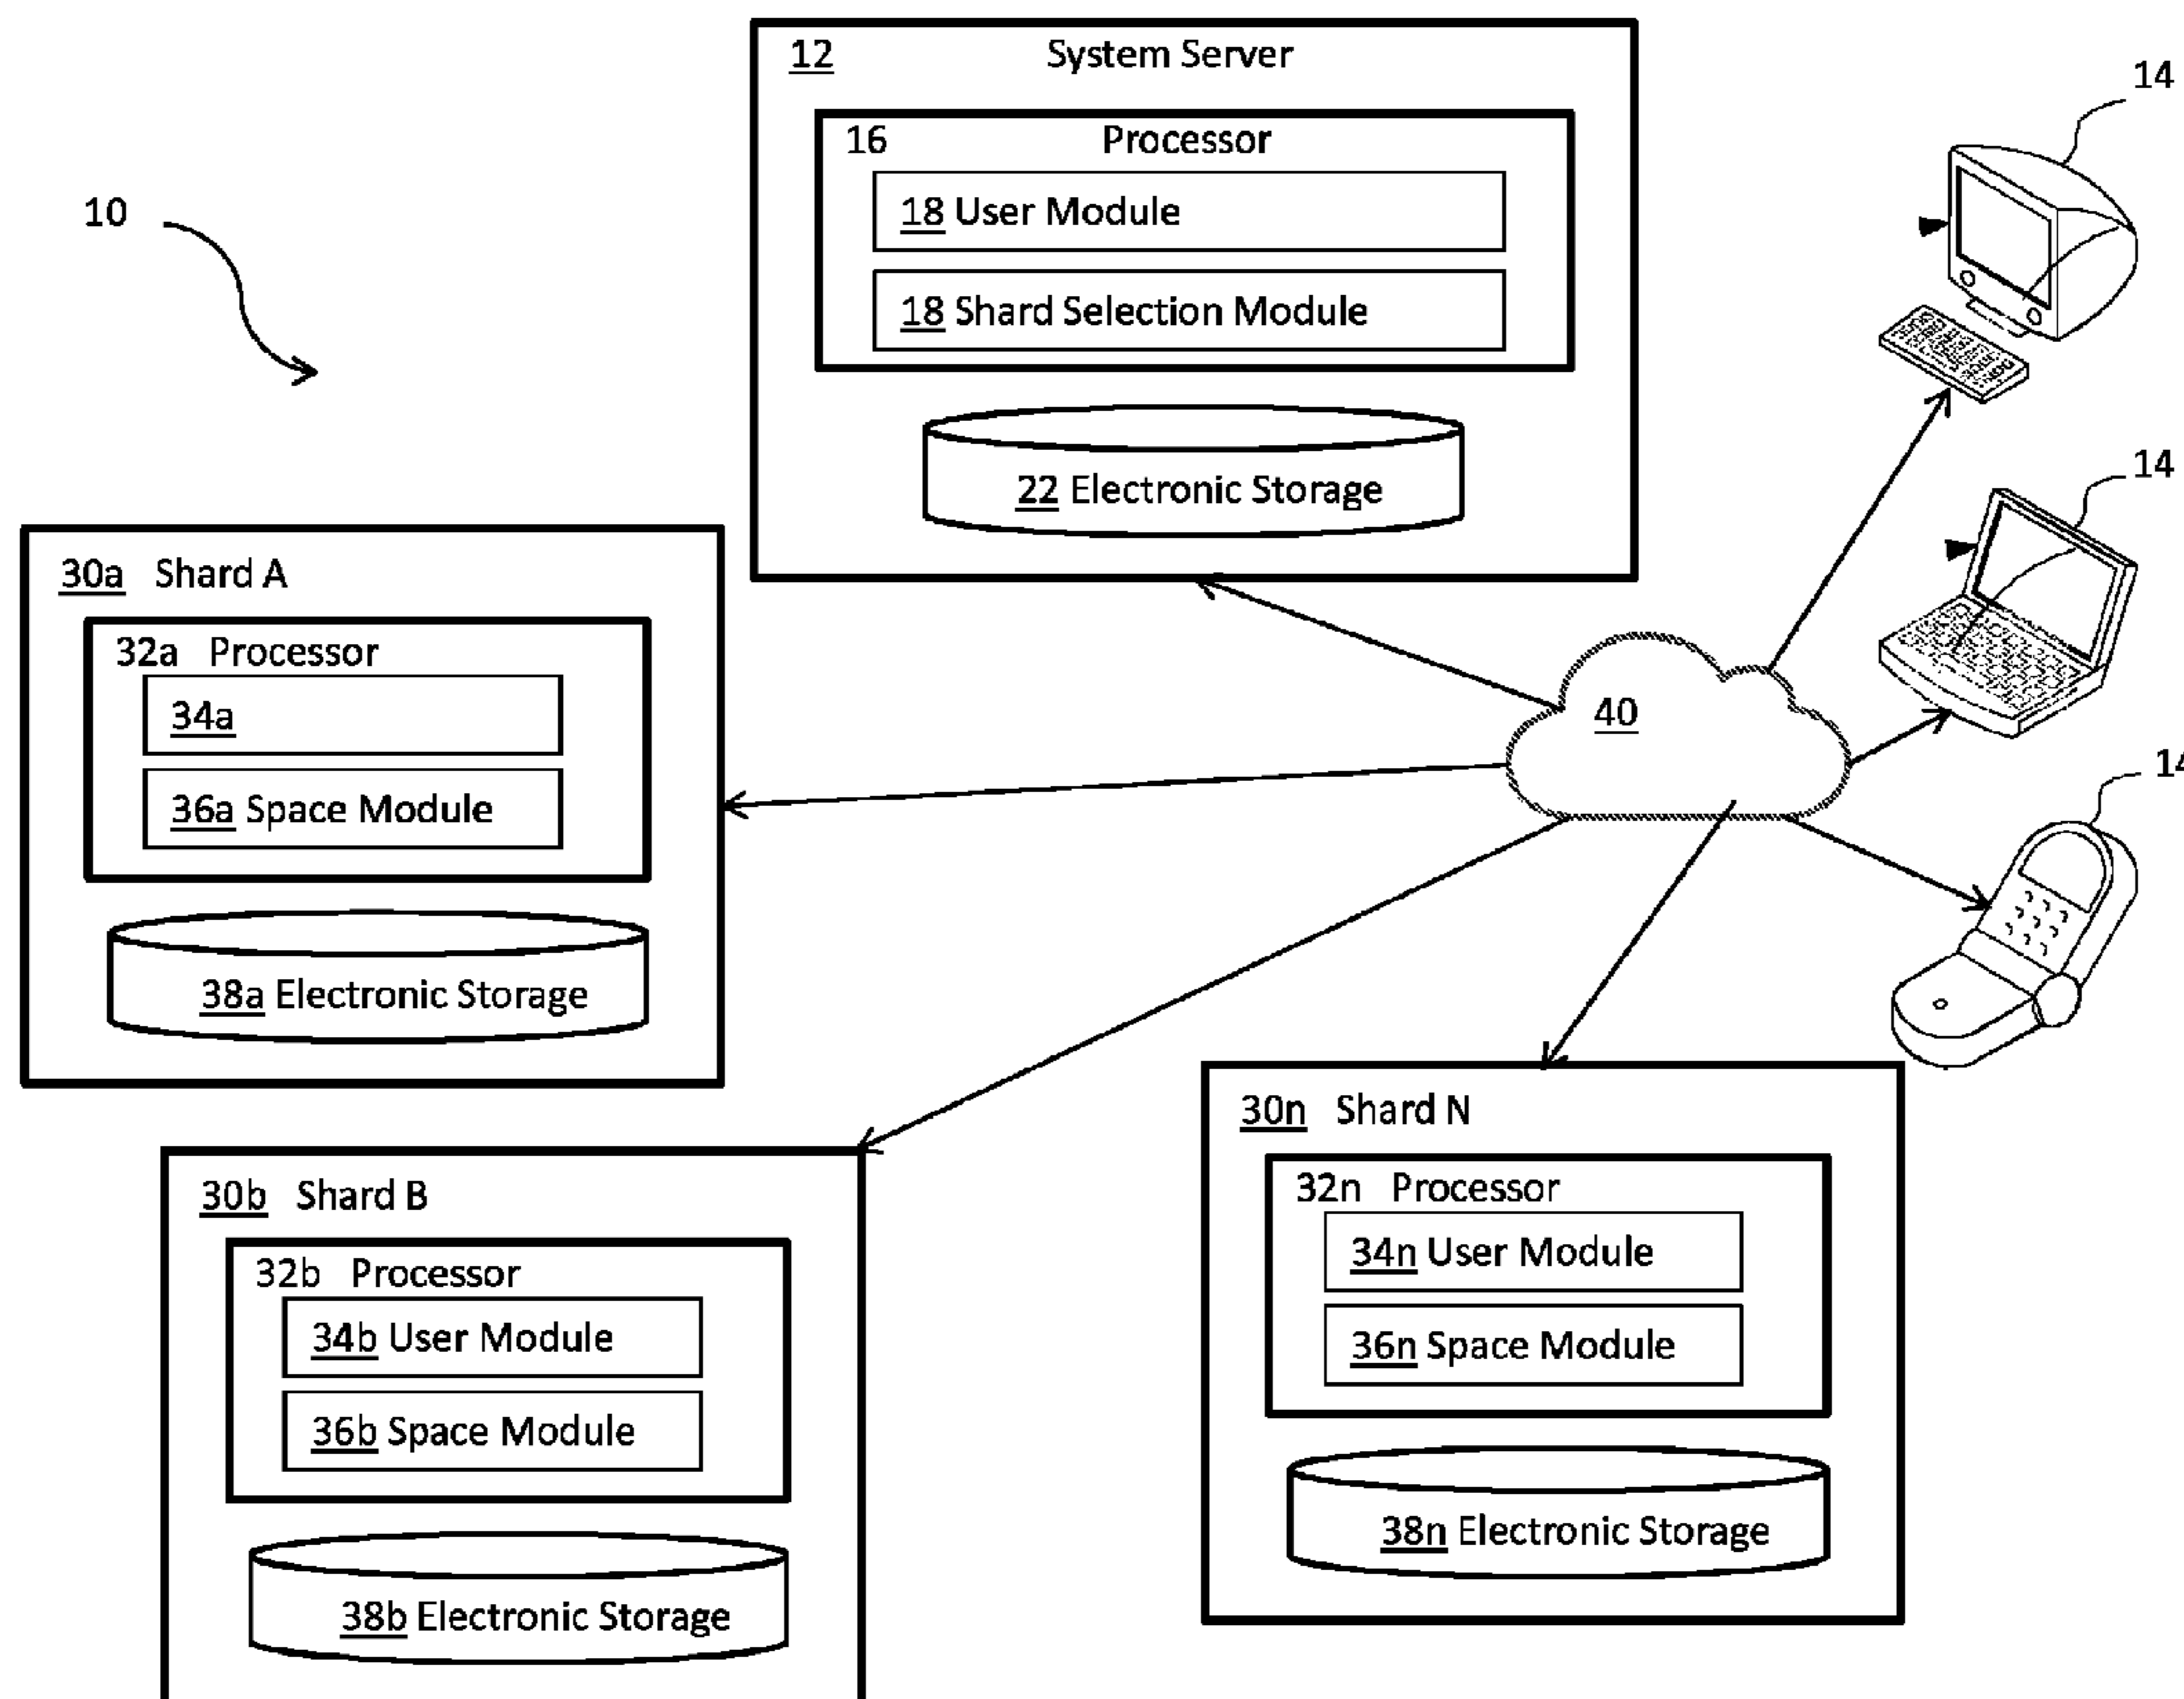 12 System Server
16 Processor
18 User Module
18 Shard Selection Module
22 Electronic Storage
10
14
14
14
40
30a Shard A
32a Processor
34a
36a Space Module
38a Electronic Storage
30b Shard B
32b Processor
34b User Module
36b Space Module
38b Electronic Storage
30n Shard N
32n Processor
34n User Module
36n Space Module
38n Electronic Storage